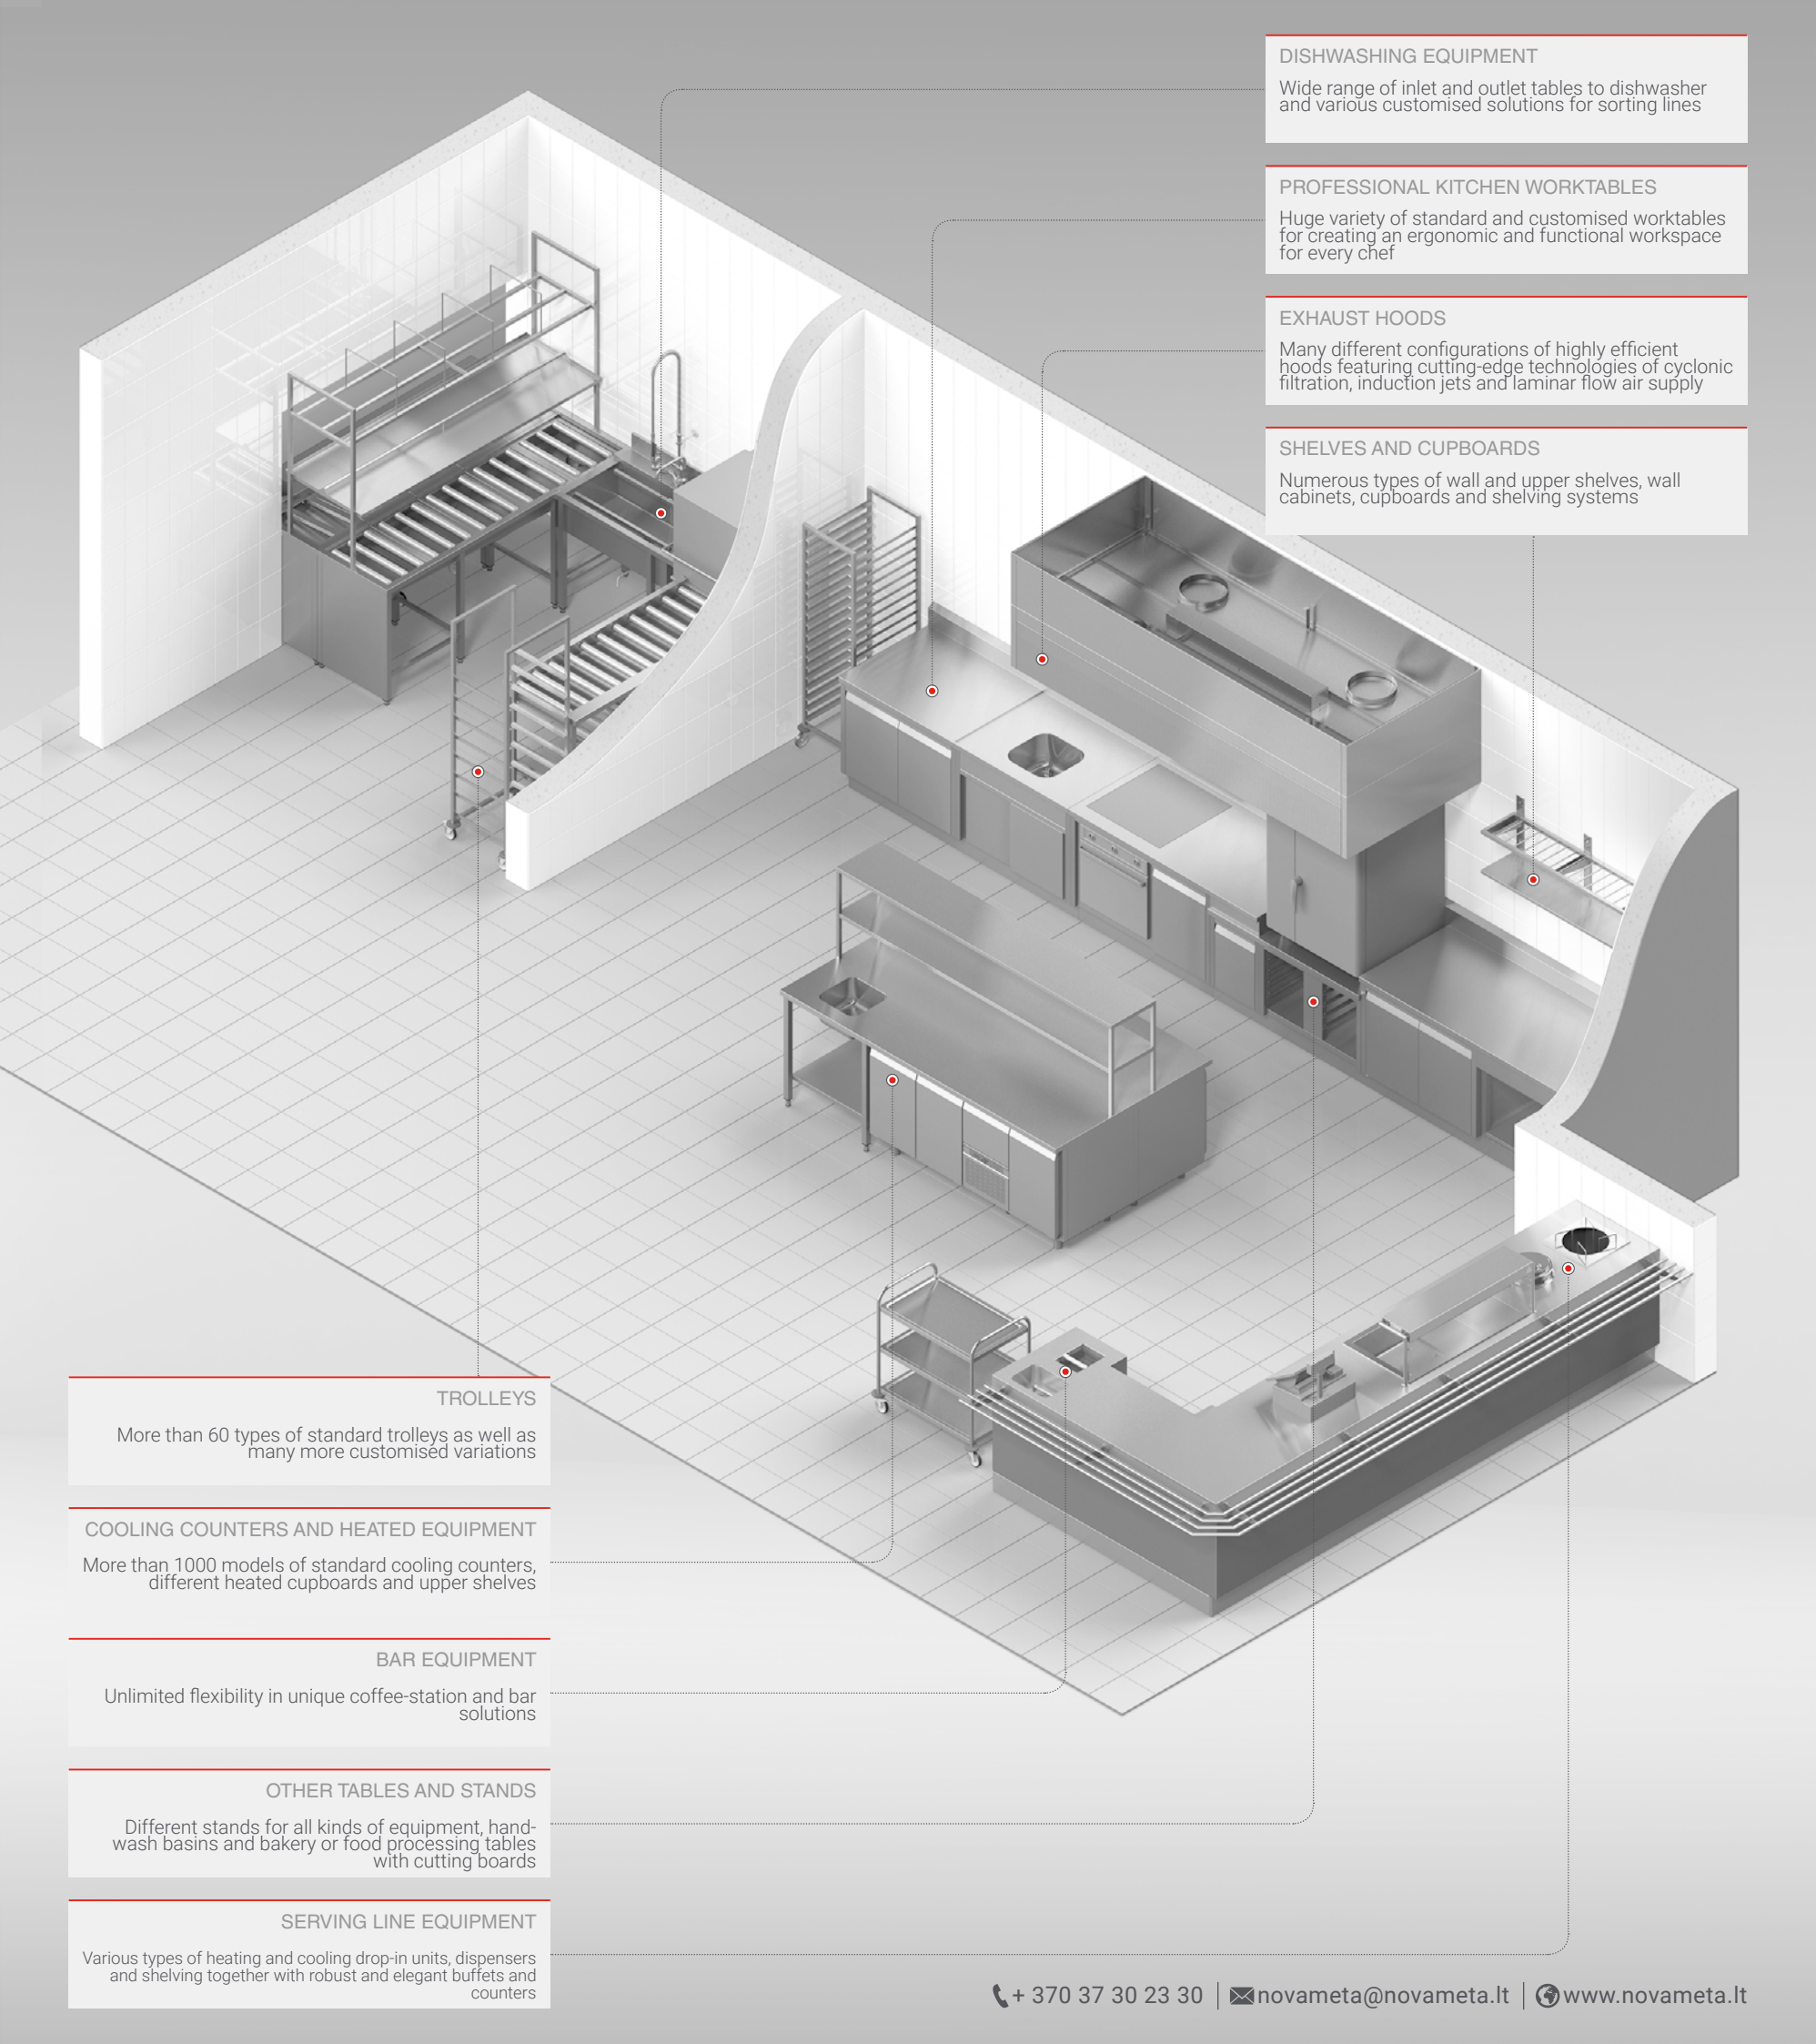 DISHWASHING EQUIPMENT
Wide range of inlet and outlet tables to dishwasher
and various customised solutions for sorting lines
PROFESSIONAL KITCHEN WORKTABLES
Huge variety of standard and customised worktables
for creating an ergonomic and functional workspace
for every chef
EXHAUST HOODS
Many different configurations of highly efficient
hoods featuring cutting-edge technologies of cyclonic
filtration, induction jets and laminar flow air supply
SHELVES AND CUPBOARDS
Numerous types of wall and upper shelves, wall
cabinets, cupboards and shelving systems
TROLLEYS
More than 60 types of standard trolleys as well as
many more customised variations
COOLING COUNTERS AND HEATED EQUIPMENT
More than 1000 models of standard cooling counters,
different heated cupboards and upper shelves
BAR EQUIPMENT
Unlimited flexibility in unique coffee-station and bar
solutions
OTHER TABLES AND STANDS
Different stands for all kinds of equipment, hand-
wash basins and bakery or food processing tables
with cutting boards
SERVING LINE EQUIPMENT
Various types of heating and cooling drop-in units, dispensers
and shelving together with robust and elegant buffets and
counters
+ 370 37 30 23 30 | novameta@novameta.lt | www.novameta.lt